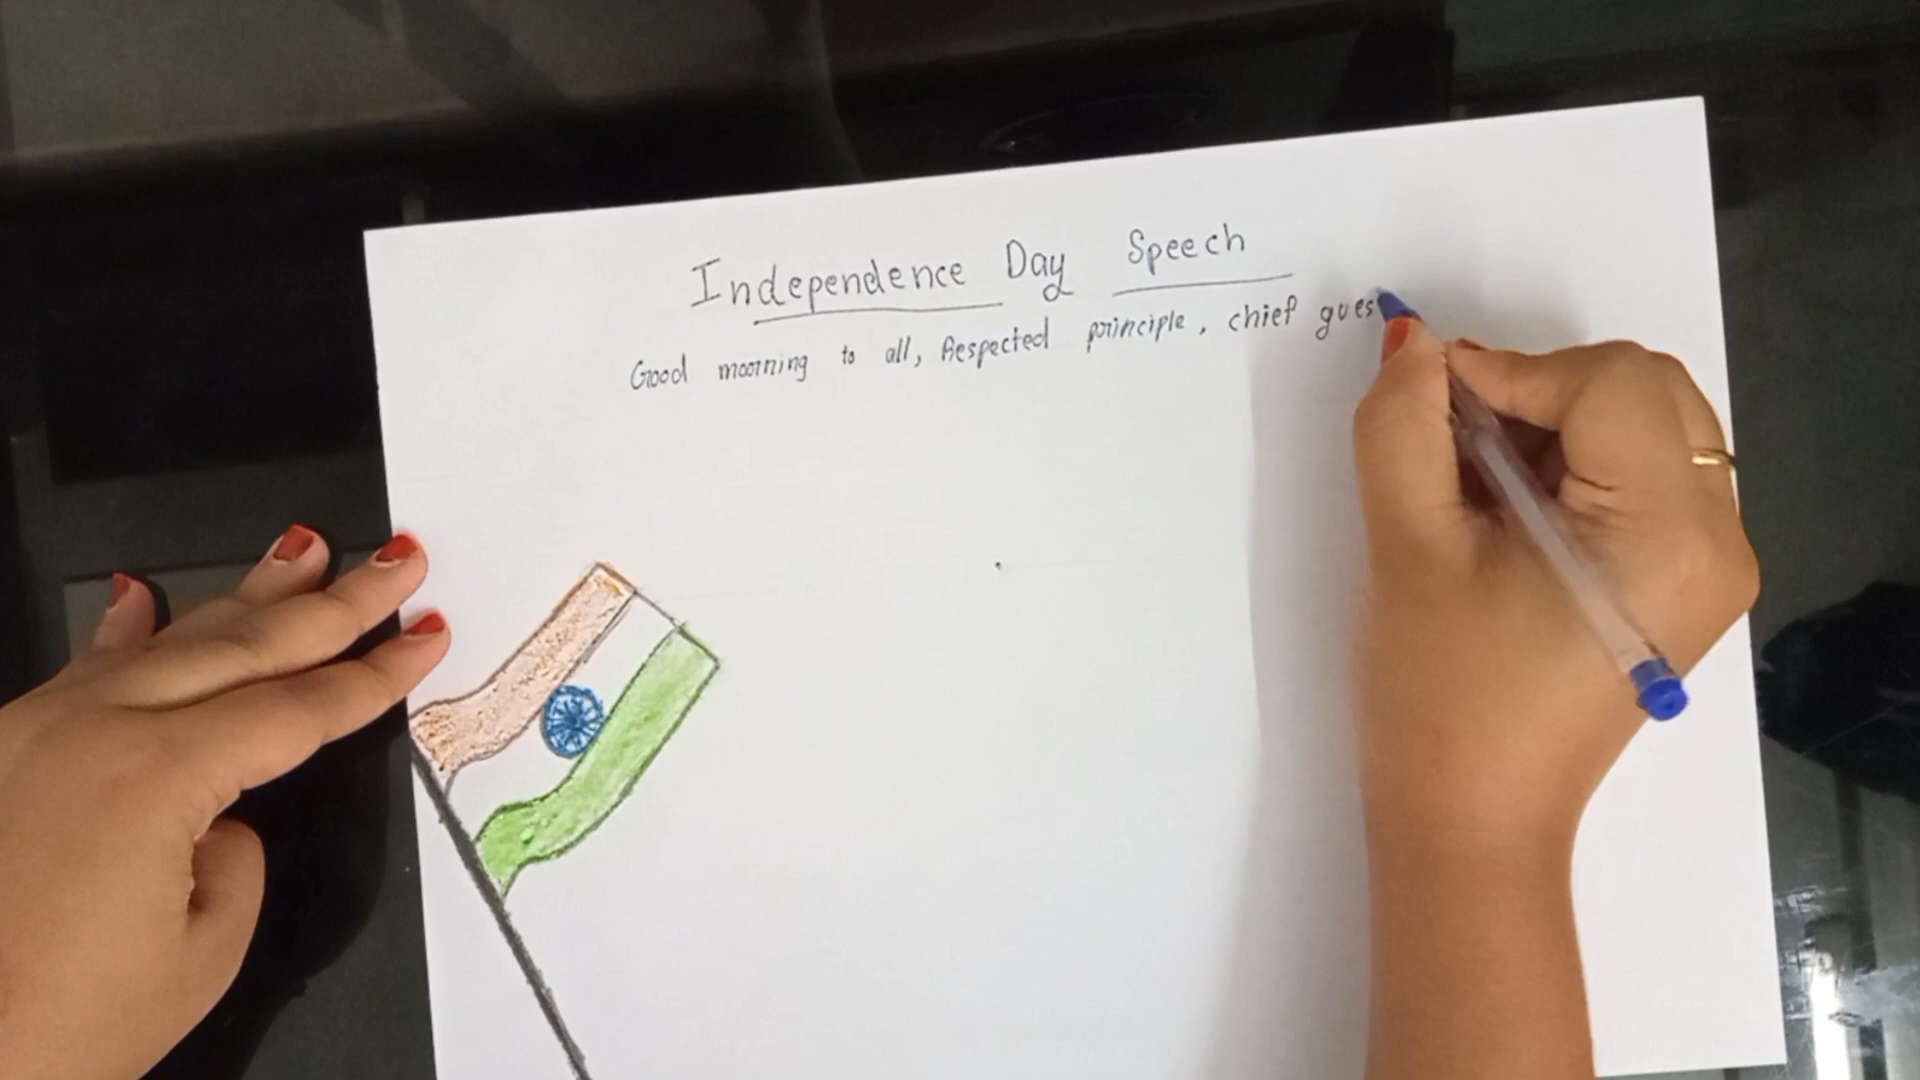 Independence Day Speech
Good morning to all, Respected principle, chief gues